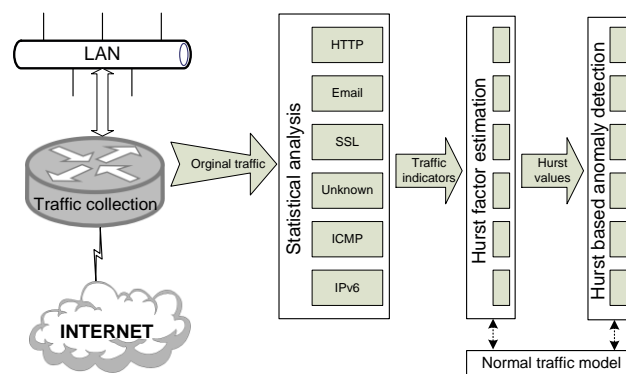 LAN
Traffic collection
INTERNET
Orginal traffic
Statistical analysis
HTTP
Email
SSL
Unknown
ICMP
IPv6
Traffic
indicators
Hurst factor estimation
Hurst
values
Hurst based anomaly detection
Normal traffic model